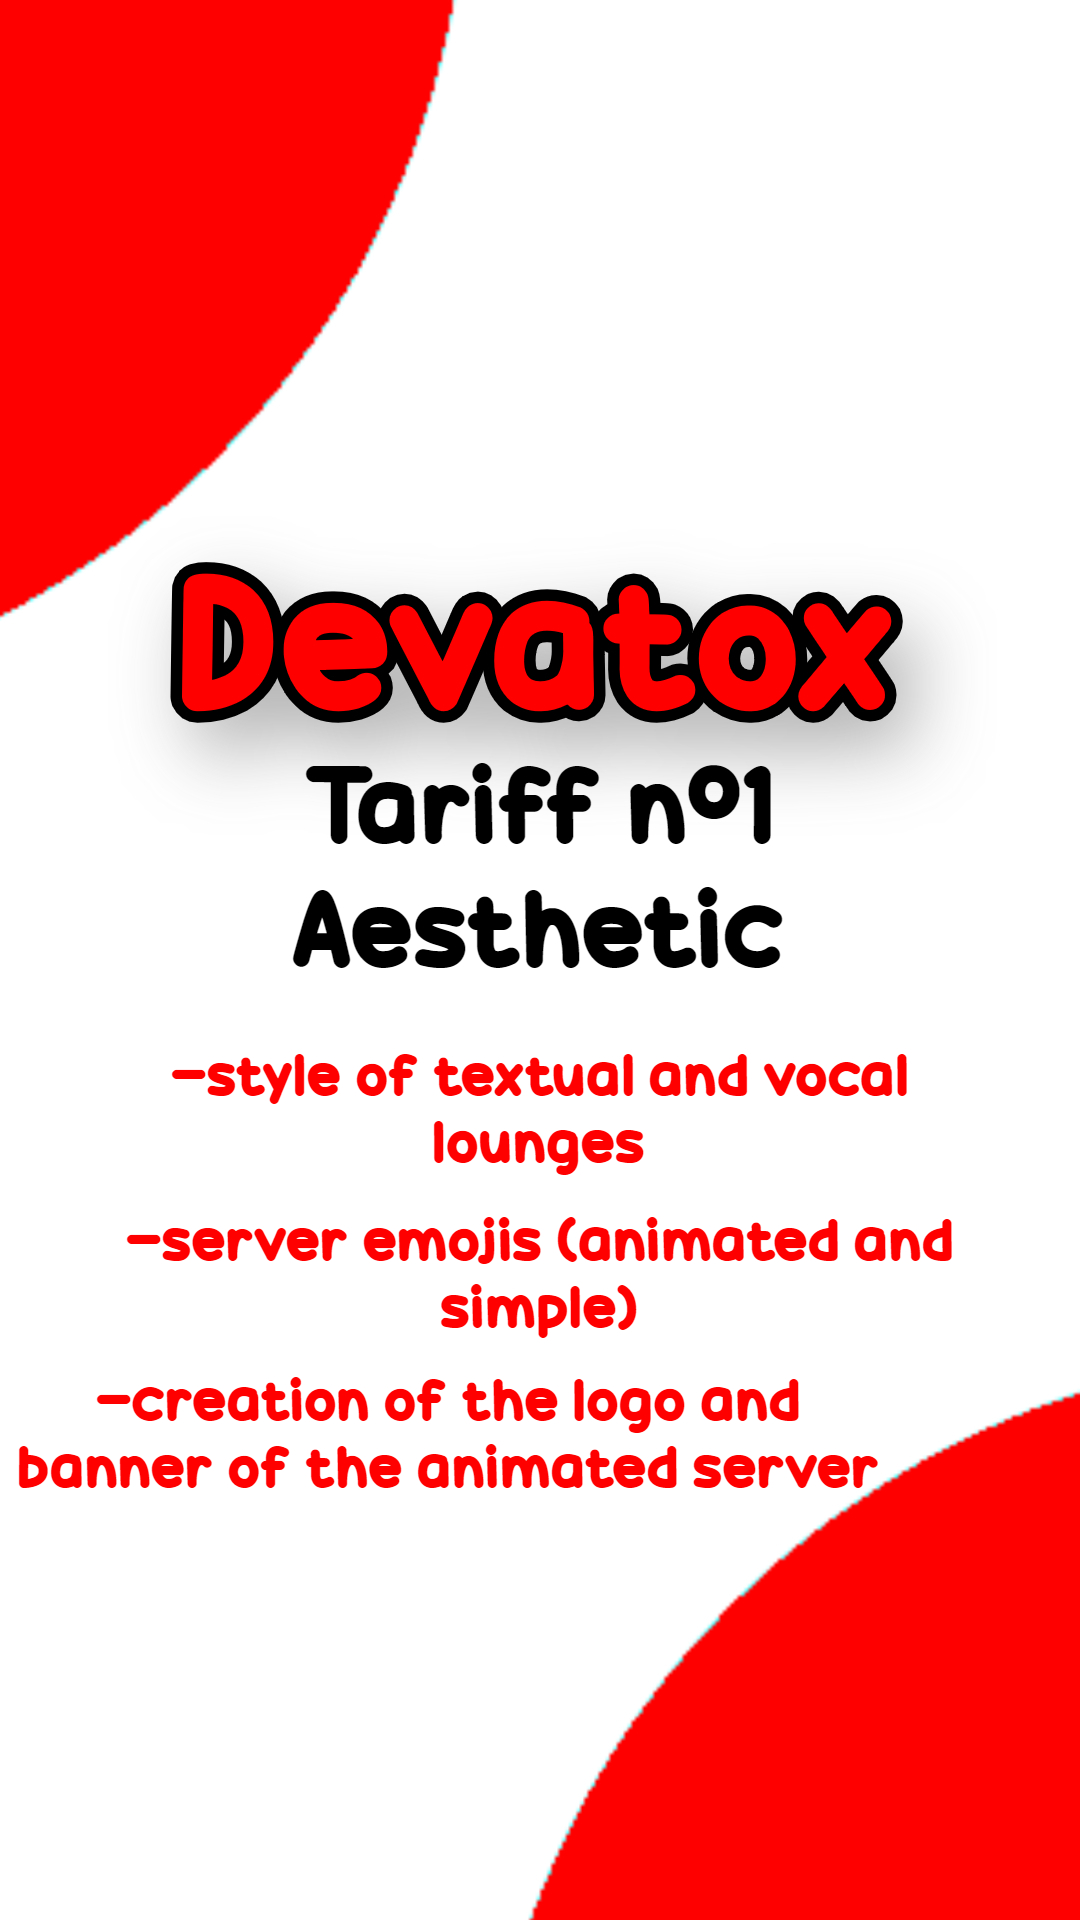 Devatox
Tariff nº1
Aesthetic
-style of textual and vocal
lounges
-server emojis (animated and
simple)
-creation of the logo and
banner of the animated server